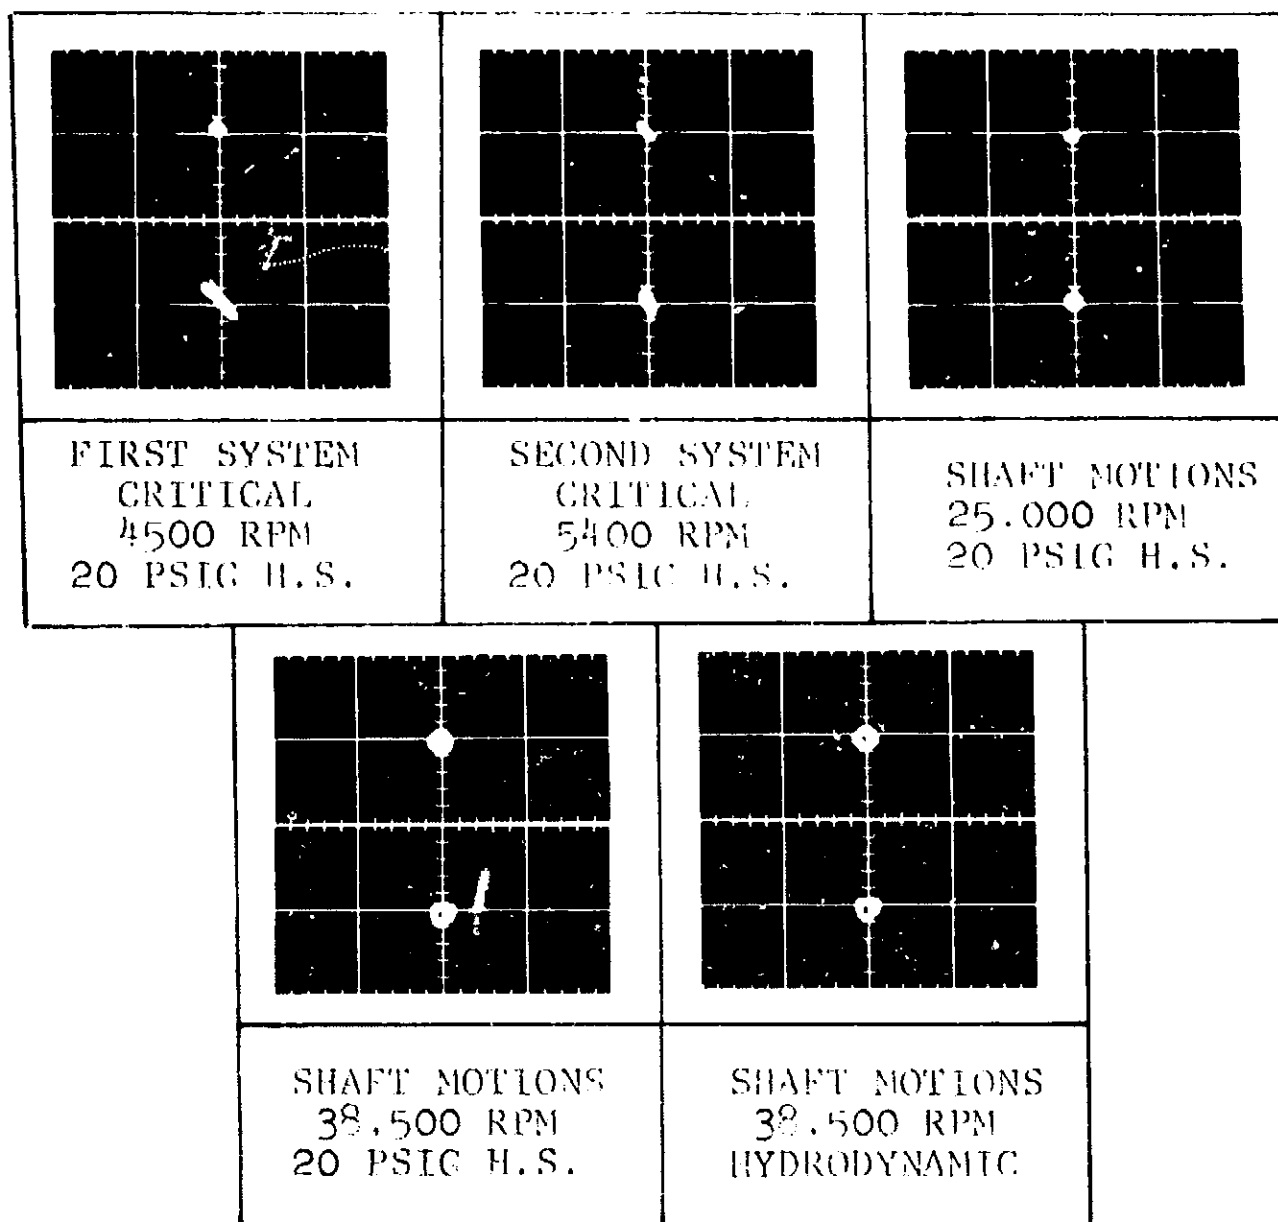 FIRST SYSTEM
CRITICAL
4500 RPM
20 PSIG H.S.
SECOND SYSTEM
CRITICAL
5400 RPM
20 PSIG H.S.
SHAFT MOTIONS
25.000 RPM
20 PSIG H.S.
SHAFT MOTIONS
38.500 RPM
20 PSIG H.S.
SHAFT MOTIONS
38.500 RPM
HYDRODYNAMIC